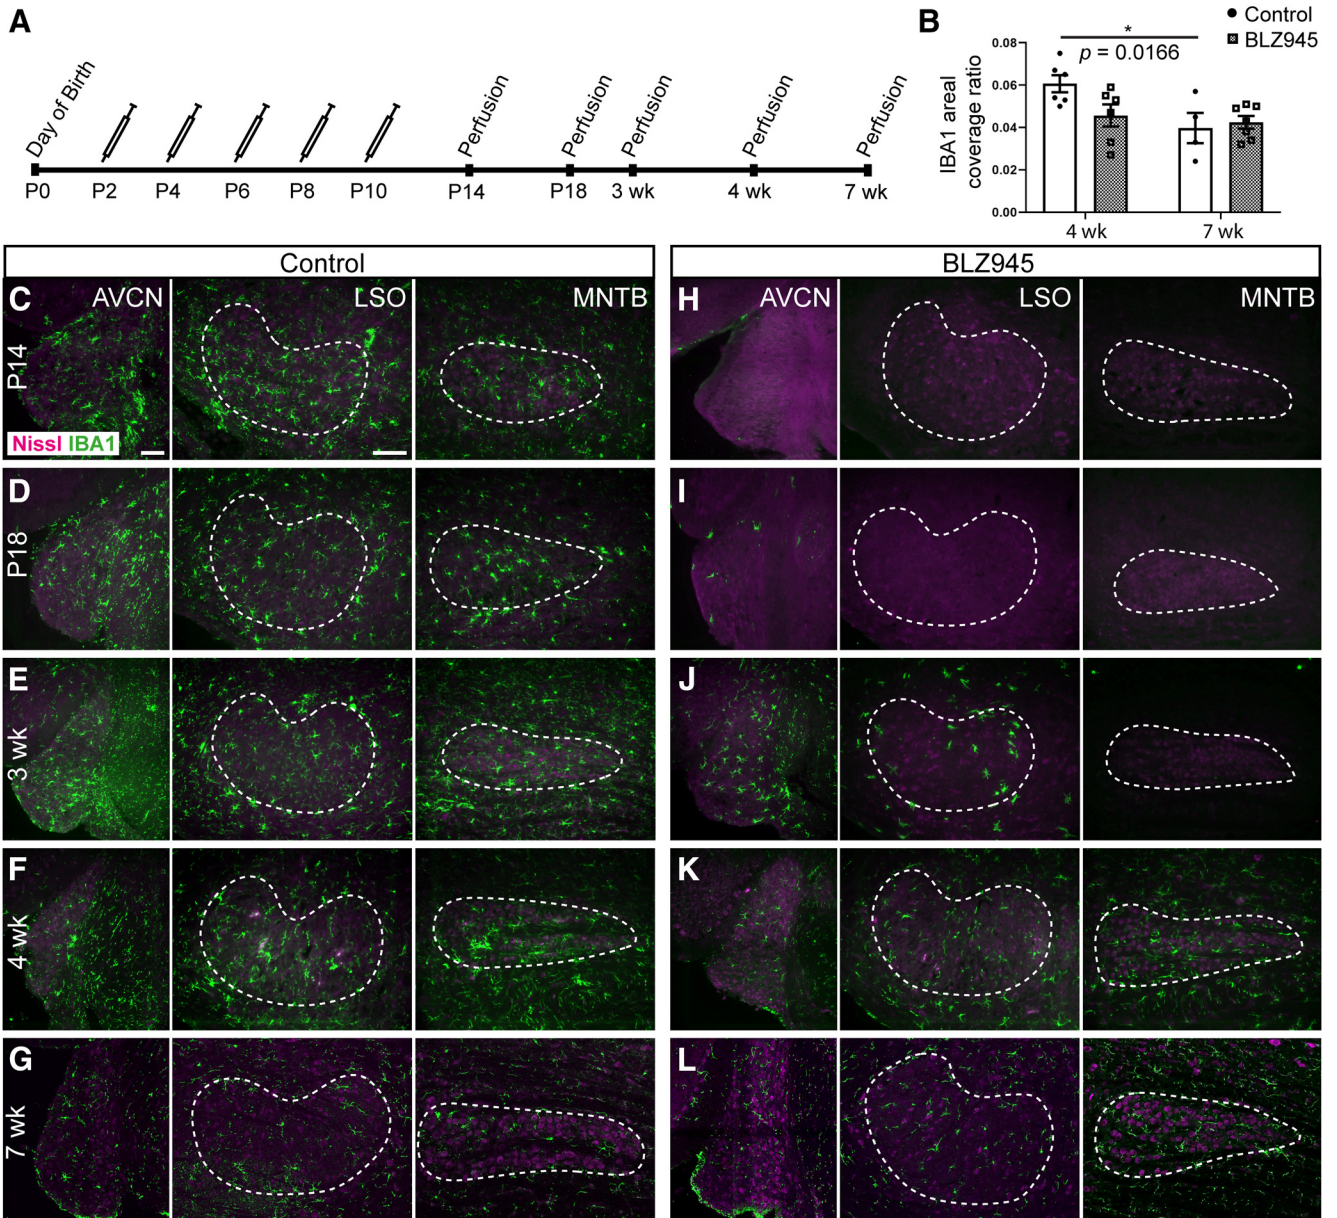 A
Day of Birth
Perfusion
Perfusion
Perfusion
Perfusion
Perfusion
P0 P2 P4 P6 P8 P10 P14 P18 3 wk 4 wk 7 wk
B
Control
BLZ945
*
p = 0.0166
IBA1 areal
coverage ratio
0.08
0.06
0.04
0.02
0.00
4 wk 7 wk
Control
BLZ945
C AVCN LSO MNTB
P14
Nissl IBA1
H AVCN LSO MNTB
D
P18
I
E
3 wk
J
F
4 wk
K
G
7 wk
L